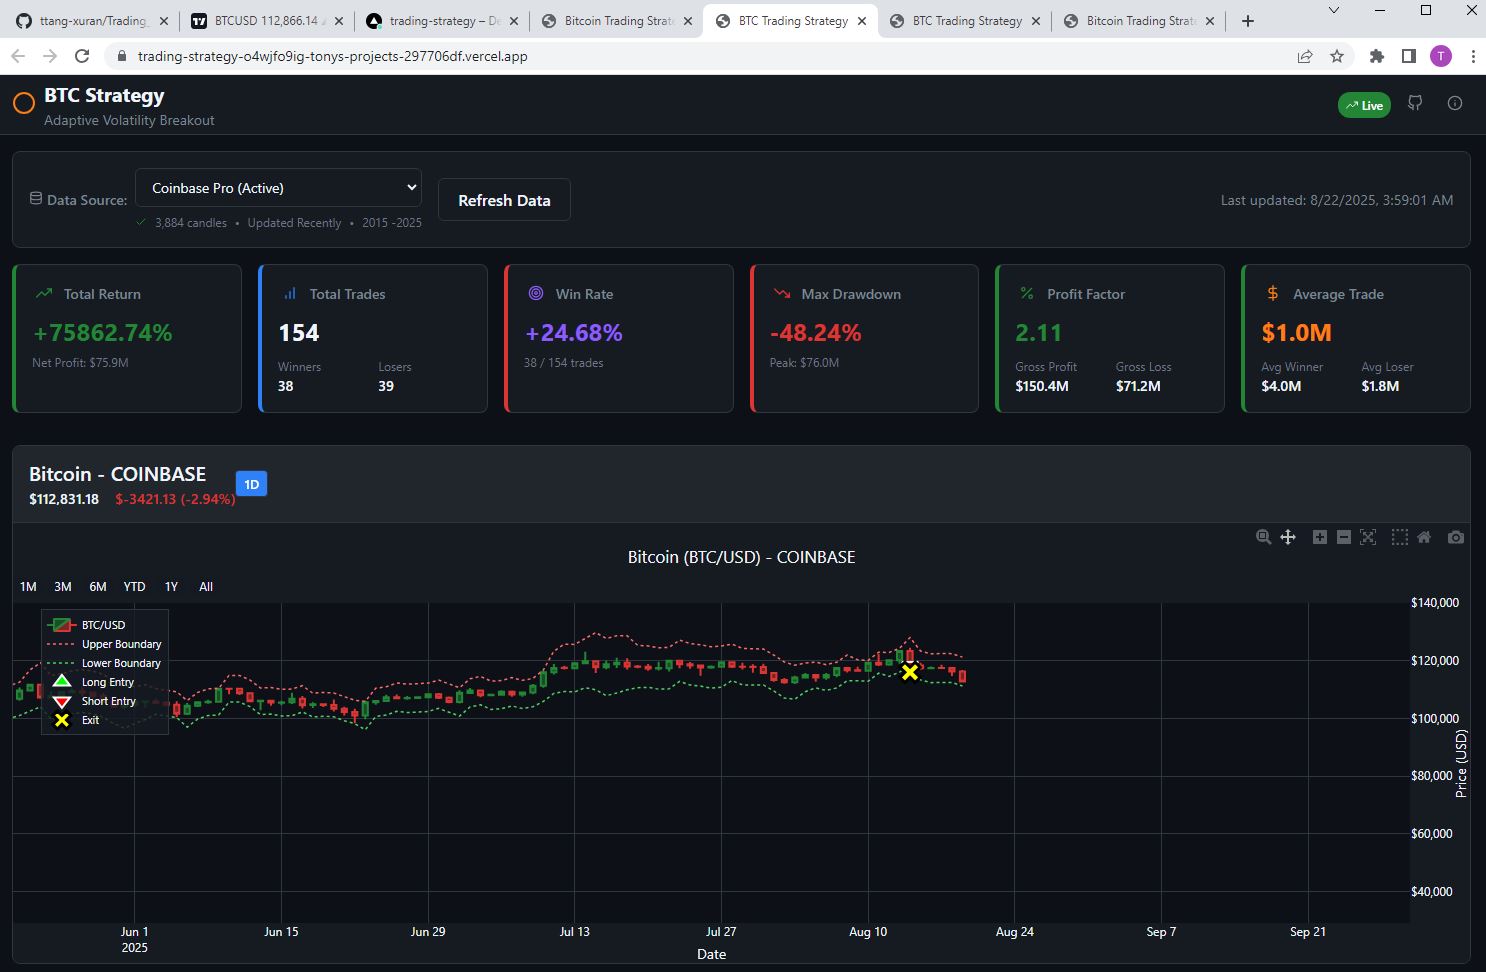 ttang-xuran/Trading_
BTCUSD 112,866.14
trading-strategy – De
Bitcoin Trading Strate
BTC Trading Strategy
BTC Trading Strategy
Bitcoin Trading Strate
trading-strategy-o4wjfo9ig-tonys-projects-297706df.vercel.app
T
BTC Strategy
Adaptive Volatility Breakout
Live
Data Source:
Coinbase Pro (Active)
3,884 candles • Updated Recently • 2015 -2025
Refresh Data
Last updated: 8/22/2025, 3:59:01 AM
Total Return
+75862.74%
Net Profit: $75.9M
Total Trades
154
Winners Losers
38 39
Win Rate
+24.68%
38 / 154 trades
Max Drawdown
-48.24%
Peak: $76.0M
Profit Factor
2.11
Gross Profit Gross Loss
$150.4M $71.2M
Average Trade
$1.0M
Avg Winner Avg Loser
$4.0M $1.8M
Bitcoin - COINBASE
$112,831.18 $-3421.13 (-2.94%)
1D
Bitcoin (BTC/USD) - COINBASE
1M 3M 6M YTD 1Y All
BTC/USD
Upper Boundary
Lower Boundary
Long Entry
Short Entry
Exit
$140,000
$120,000
$100,000
$80,000
$60,000
$40,000
Price (USD)
Jun 1 Jun 15 Jun 29 Jul 13 Jul 27 Aug 10 Aug 24 Sep 7 Sep 21
2025
Date